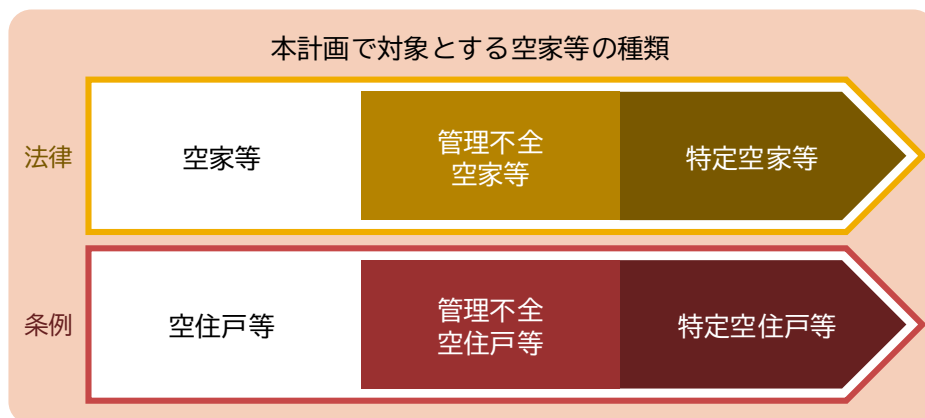 本計画で対象とする空家等の種類
法律
空家等
管理不全
空家等
特定空家等
条例
空住戸等
管理不全
空住戸等
特定空住戸等